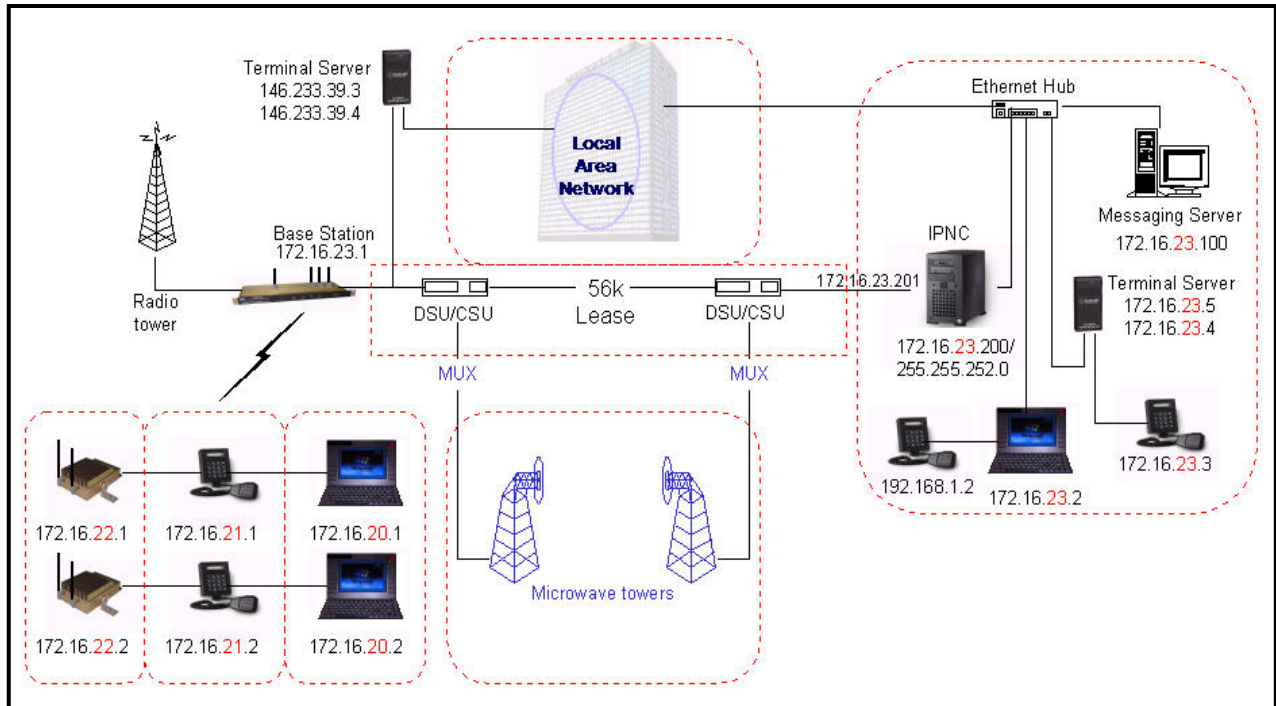 Terminal Server
146.233.39.3
146.233.39.4
Local
Area
Network
Ethernet Hub
Messaging Server
172.16.23.100
Base Station
172.16.23.1
Radio
tower
DSU/CSU
56k
Lease
DSU/CSU
172.16.23.201
IPNC
172.16.23.200/
255.255.252.0
Terminal Server
172.16.23.5
172.16.23.4
MUX
MUX
192.168.1.2
172.16.23.2
172.16.23.3
172.16.22.1
172.16.21.1
172.16.20.1
172.16.22.2
172.16.21.2
172.16.20.2
Microwave towers